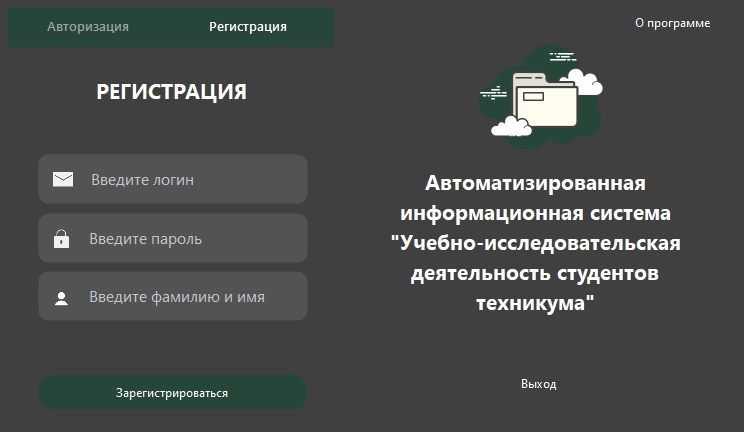 Авторизация
Регистрация
РЕГИСТРАЦИЯ
Введите логин
Введите пароль
Введите фамилию и имя
Зарегистрироваться
О программе
Автоматизированная
информационная система
"Учебно-исследовательская
деятельность студентов
техникума"
Выход